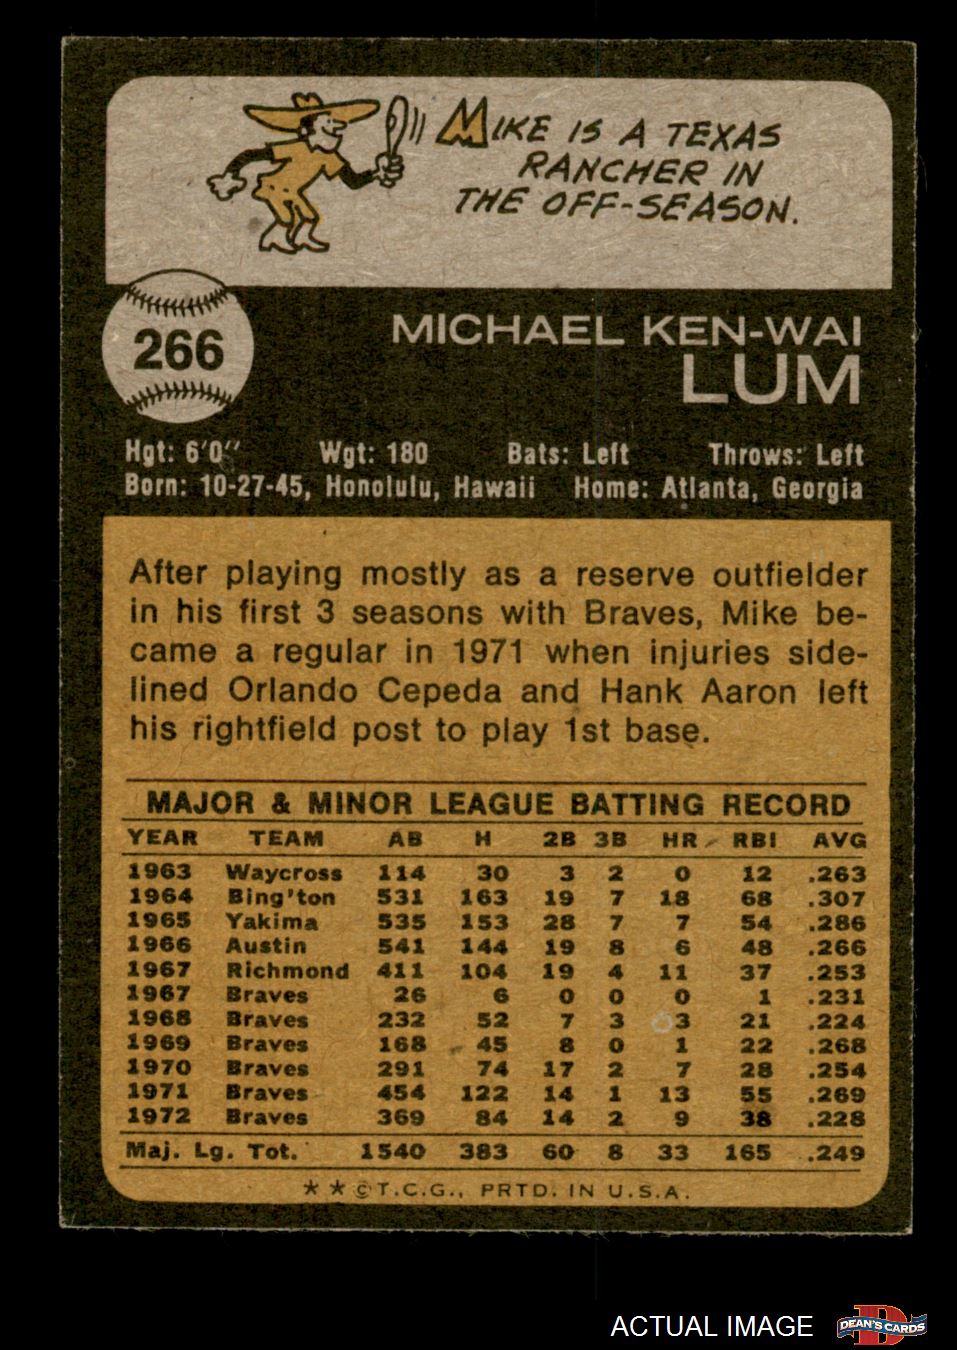 MIKE IS A TEXAS
RANCHER IN
THE OFF-SEASON.
266
MICHAEL KEN-WAI
LUM
Hgt: 6'0" Wgt: 180 Bats: Left Throws: Left
Born: 10-27-45, Honolulu, Hawaii Home: Atlanta, Georgia
After playing mostly as a reserve outfielder
in his first 3 seasons with Braves, Mike be-
came a regular in 1971 when injuries side-
lined Orlando Cepeda and Hank Aaron left
his rightfield post to play 1st base.
MAJOR & MINOR LEAGUE BATTING RECORD
YEAR TEAM AB H 2B 3B HR RBI AVG
1963 Waycross 114 30 3 2 0 12 .263
1964 Bing'ton 531 163 19 7 18 68 .307
1965 Yakima 535 153 28 7 7 54 .286
1966 Austin 541 144 19 8 6 48 .266
1967 Richmond 411 104 19 4 11 37 .253
1967 Braves 26 6 0 0 0 1 .231
1968 Braves 232 52 7 3 3 21 .224
1969 Braves 168 45 8 0 1 22 .268
1970 Braves 291 74 17 2 7 28 .254
1971 Braves 454 122 14 1 13 55 .269
1972 Braves 369 84 14 2 9 38 .228
Maj. Lg. Tot. 1540 383 60 8 33 165 .249
* * © T.C.G., PRTD. IN U.S.A.
ACTUAL IMAGE
D
DEAN'S CARDS